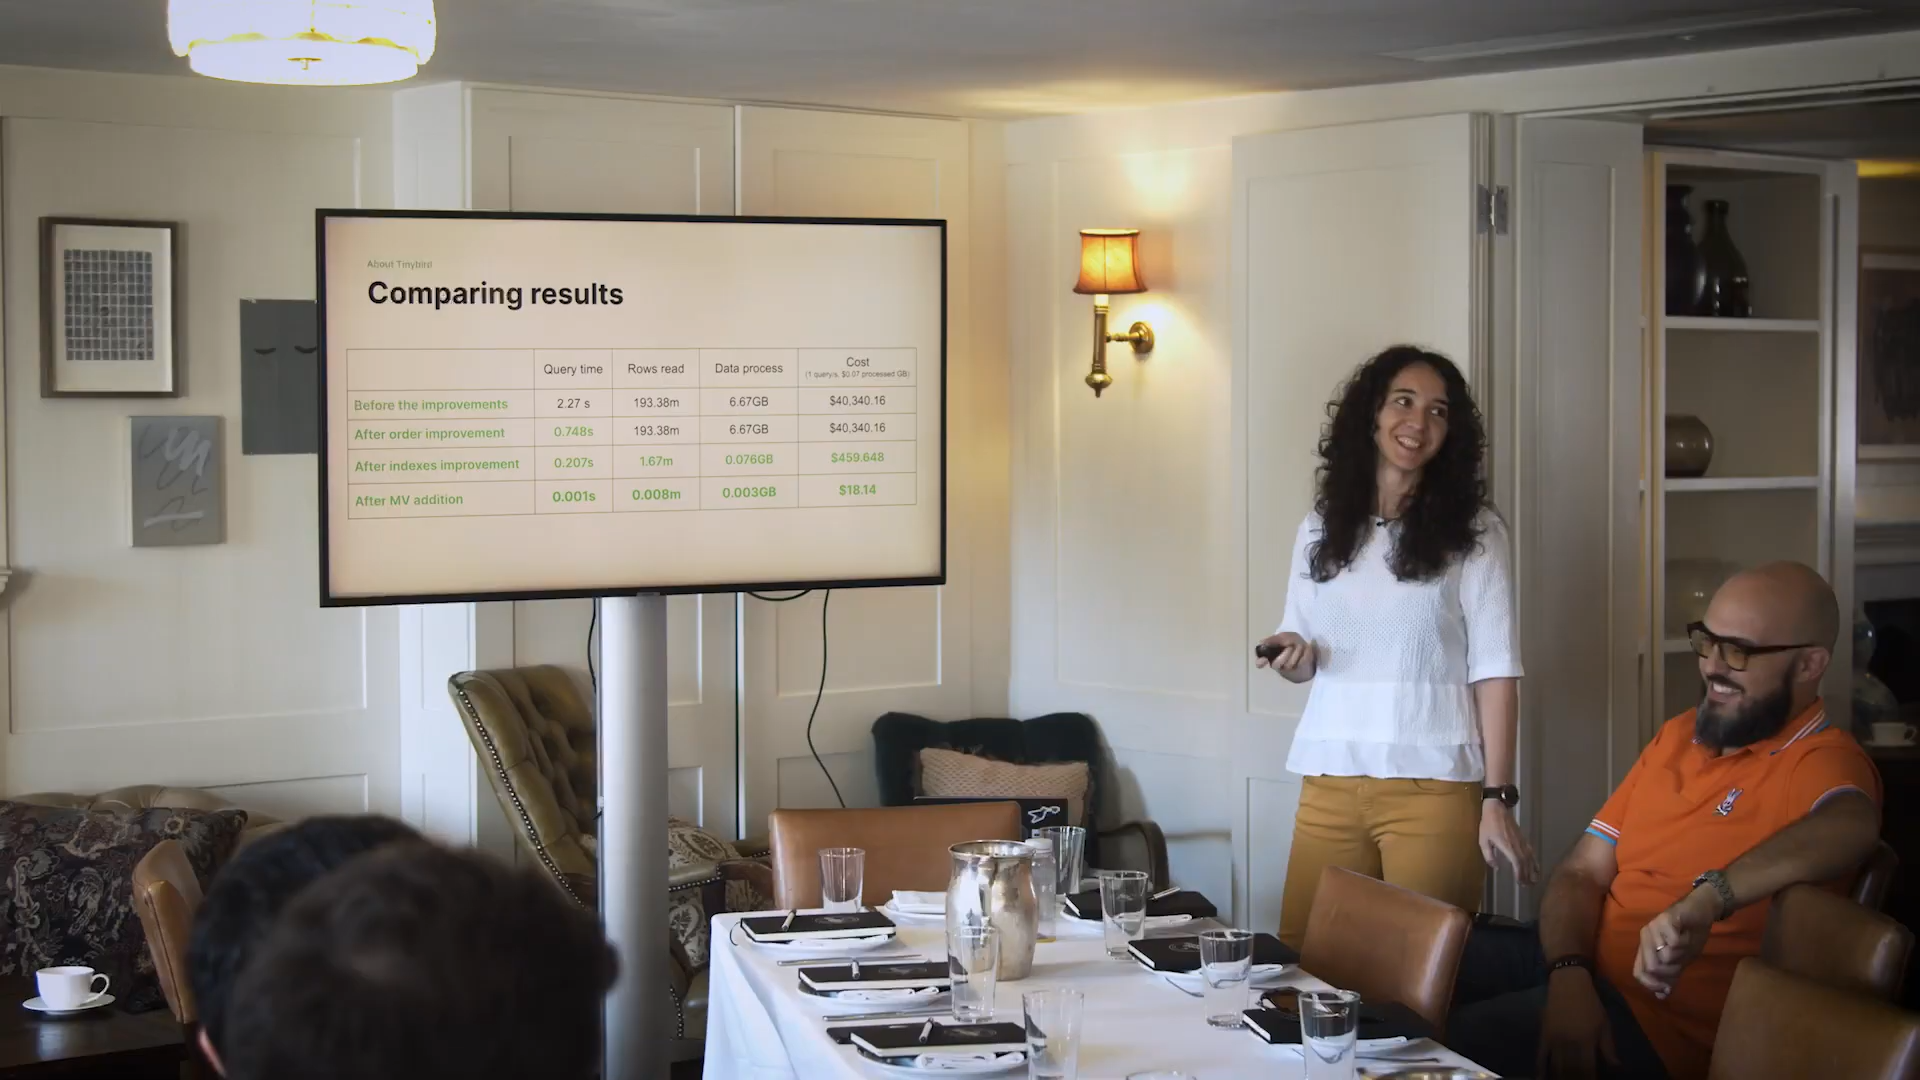 About Tinybird
Comparing results
Query time Rows read Data process Cost
(1 query/s, $0.07 processed GB)
Before the improvements 2.27 s 193.38m 6.67GB $40,340.16
After order improvement 0.748s 193.38m 6.67GB $40,340.16
After indexes improvement 0.207s 1.67m 0.076GB $459.648
After MV addition 0.001s 0.008m 0.003GB $18.14